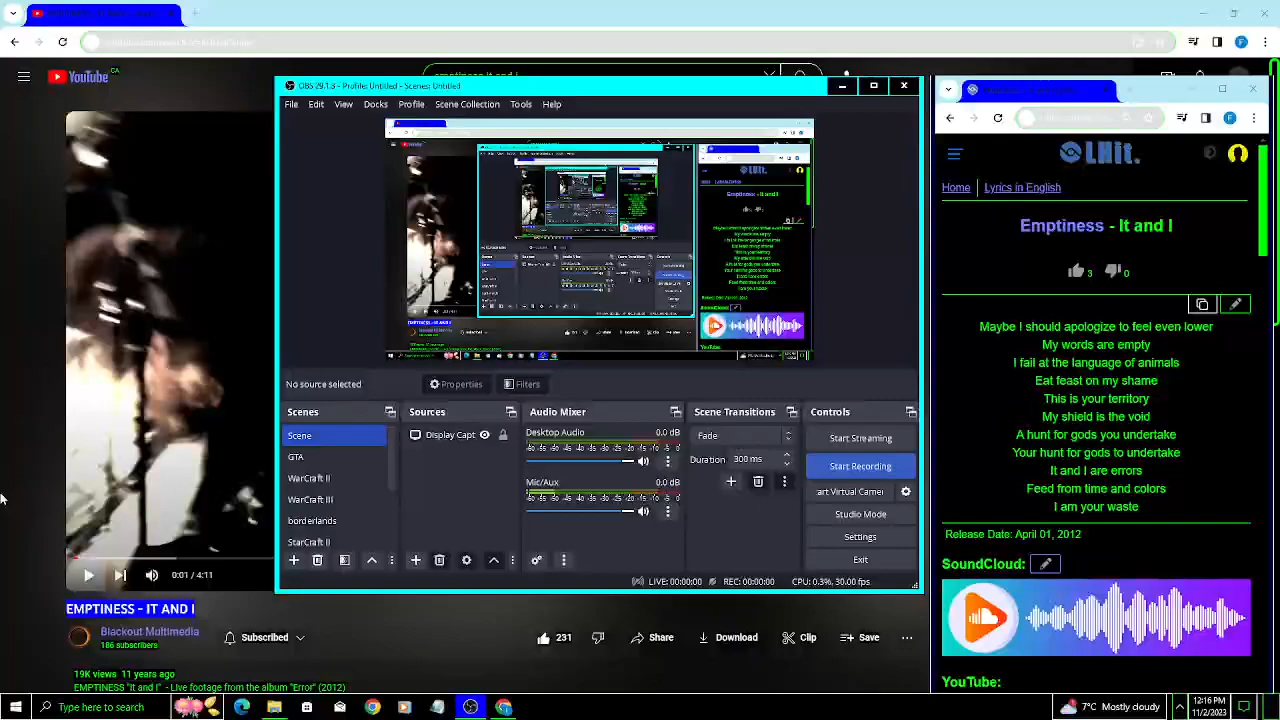 YouTube CA
emptiness it and i
OBS 29.1.3 - Profile: Untitled - Scenes: Untitled
File Edit View Docks Profile Scene Collection Tools Help
No source selected
Properties
Filters
Scenes
Scene
GTA
WarCraft II
WarCraft III
borderlands
StarCraft II
Sources
Display Capt
Audio Mixer
Desktop Audio 0.0 dB
Mic/Aux 0.0 dB
Scene Transitions
Fade
Duration 300 ms
Controls
Start Streaming
Start Recording
art Virtual Camer
Studio Mode
Settings
Exit
LIVE: 00:00:00 REC: 00:00:00 CPU: 0.3%, 30.00 fps
0:01 / 4:11
EMPTINESS - IT AND I
Blackout Multimedia
186 subscribers
Subscribed
231
Share
Download
Clip
Save
19K views 11 years ago
EMPTINESS "It and I" - Live footage from the album "Error" (2012)
LHit.
Home Lyrics in English
Emptiness - It and I
3 0
Maybe I should apologize to feel even lower
My words are empty
I fail at the language of animals
Eat feast on my shame
This is your territory
My shield is the void
A hunt for gods you undertake
Your hunt for gods to undertake
It and I are errors
Feed from time and colors
I am your waste
Release Date: April 01, 2012
SoundCloud:
YouTube:
Type here to search
7°C Mostly cloudy
12:16 PM
11/2/2023